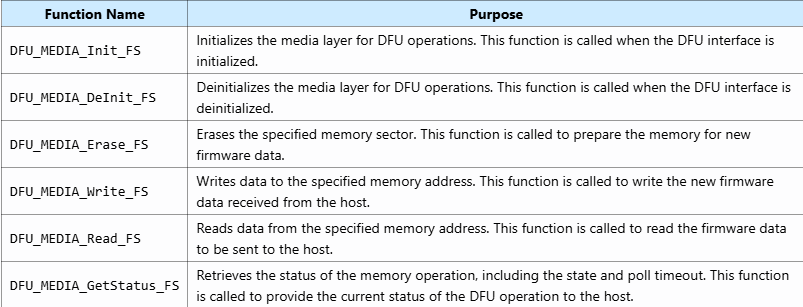 Function Name
Purpose
DFU_MEDIA_Init_FS
Initializes the media layer for DFU operations. This function is called when the DFU interface is
initialized.
DFU_MEDIA_DeInit_FS
Deinitializes the media layer for DFU operations. This function is called when the DFU interface is
deinitialized.
DFU_MEDIA_Erase_FS
Erases the specified memory sector. This function is called to prepare the memory for new
firmware data.
DFU_MEDIA_Write_FS
Writes data to the specified memory address. This function is called to write the new firmware
data received from the host.
DFU_MEDIA_Read_FS
Reads data from the specified memory address. This function is called to read the firmware data
to be sent to the host.
DFU_MEDIA_GetStatus_FS
Retrieves the status of the memory operation, including the state and poll timeout. This function
is called to provide the current status of the DFU operation to the host.